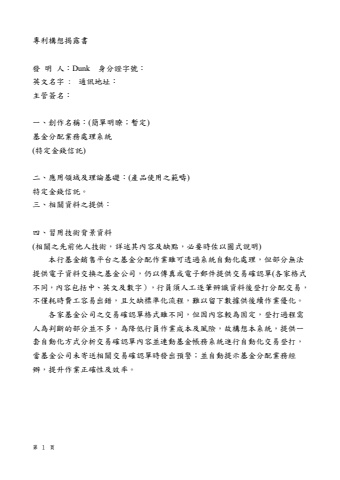 專利構想揭露書
發 明 人：Dunk 身分證字號：
英文名字 ： 通訊地址：
主管簽名：
一、創作名稱：(簡單明瞭；暫定)
基金分配業務處理系統
(特定金錢信託)
二、應用領域及理論基礎：(產品使用之範疇)
特定金錢信託。
三、相關資料之提供：
四、習用技術背景資料
(相關之先前他人技術，詳述其內容及缺點，必要時佐以圖式說明)
本行基金銷售平台之基金分配作業雖可透過系統自動化處理，但部分無法
提供電子資料交換之基金公司，仍以傳真或電子郵件提供交易確認單(各家格式
不同，內容包括中、英文及數字），行員須人工逐筆辨識資料後登打分配交易，
不僅耗時費工容易出錯，且欠缺標準化流程，難以留下數據供後續作業優化。
各家基金公司之交易確認單格式雖不同，但因內容較為固定，登打過程需
人為判斷的部分並不多，為降低行員作業成本及風險，故構想本系統，提供一
套自動化方式分析交易確認單內容並連動基金帳務系統進行自動化交易登打，
當基金公司未寄送相關交易確認單時發出預警；並自動提示基金分配業務經
辦，提升作業正確性及效率。
第 1 頁